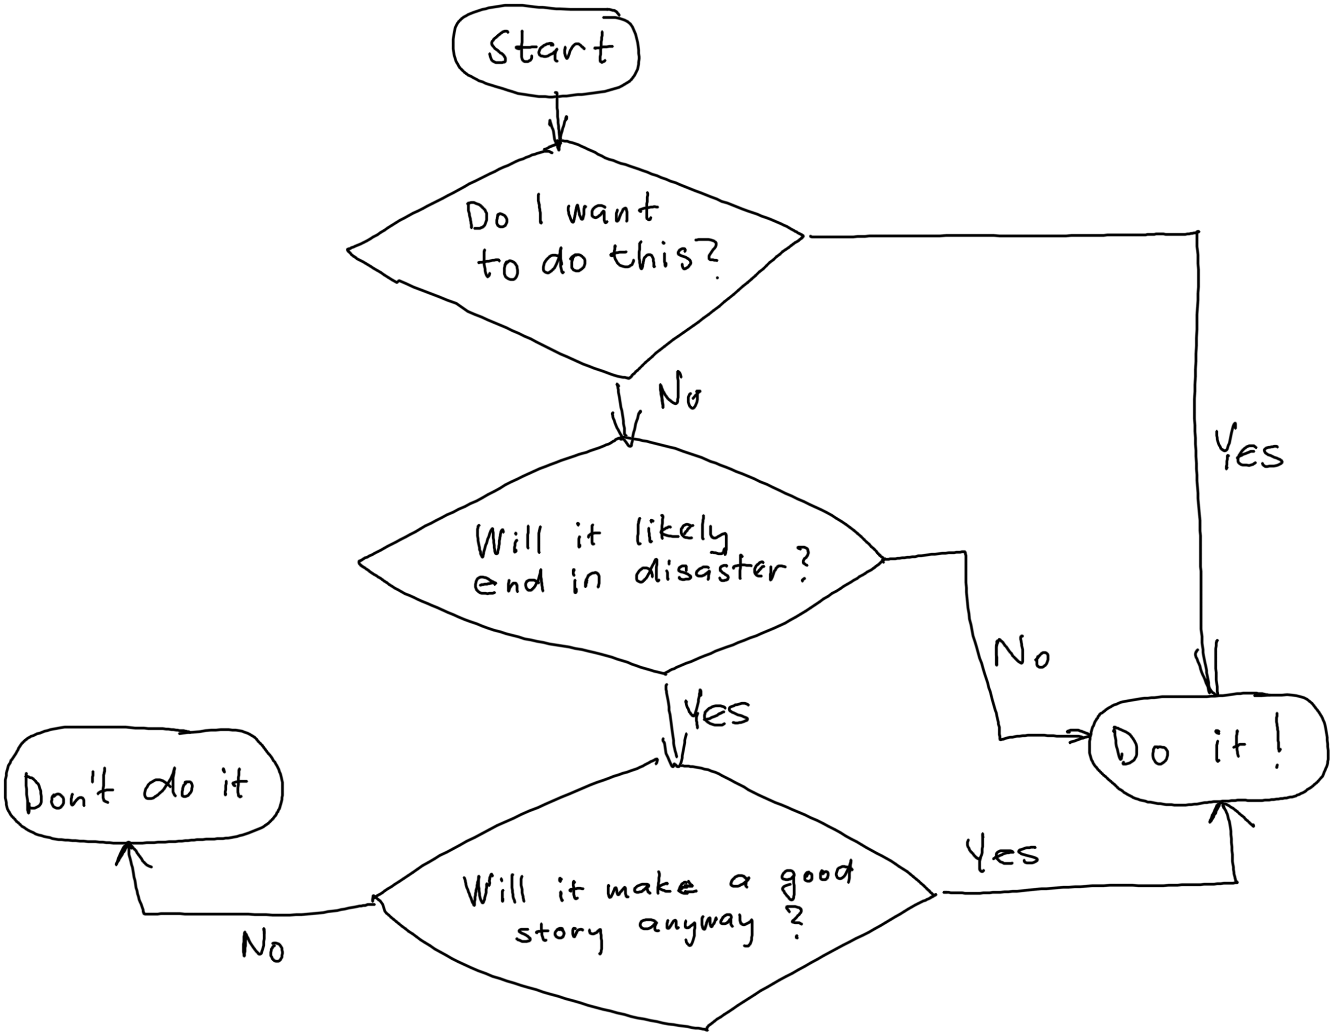 Start
Do I want
to do this?
No
Yes
Will it likely
end in disaster?
No
Yes
Don't do it
Do it!
Will it make a good
story anyway?
Yes
No